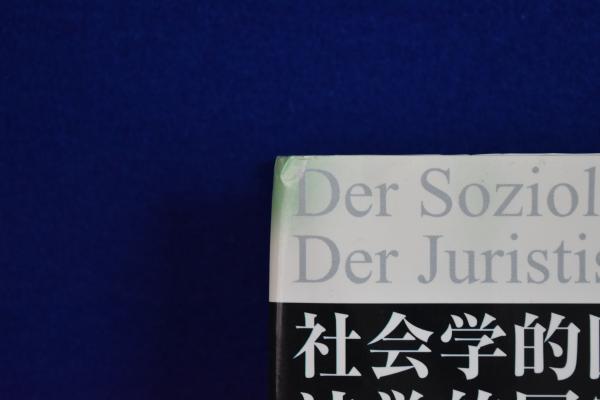 Der Soziol
Der Juristis
社会学的